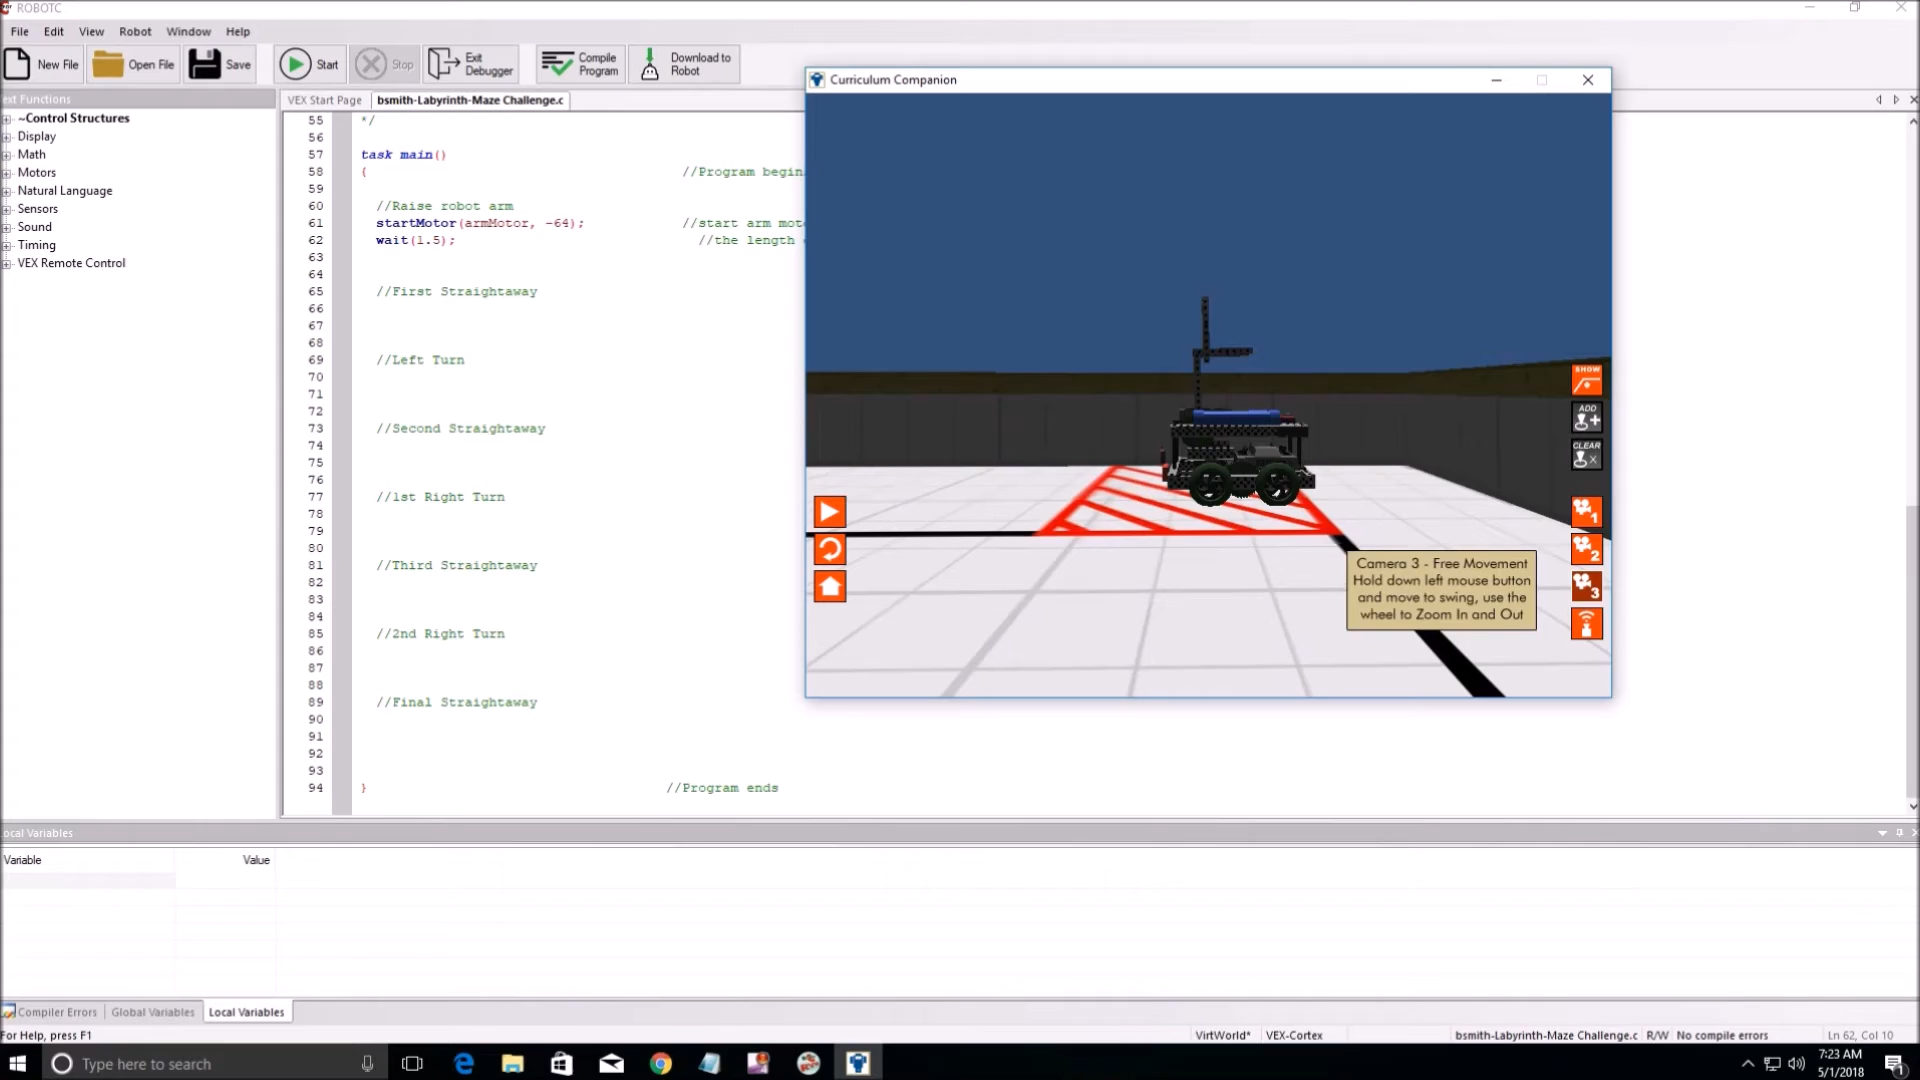 ROBOTC
File Edit View Robot Window Help
New File Open File Save Start Stop Exit Debugger Compile Program Download to Robot
ext Functions
~Control Structures
Display
Math
Motors
Natural Language
Sensors
Sound
Timing
VEX Remote Control
VEX Start Page bsmith-Labyrinth-Maze Challenge.c
55 */
56
57 task main()
58 { //Program begin
59
60 //Raise robot arm
61 startMotor(armMotor, -64); //start arm mot
62 wait(1.5); //the length
63
64
65 //First Straightaway
66
67
68
69 //Left Turn
70
71
72
73 //Second Straightaway
74
75
76
77 //1st Right Turn
78
79
80
81 //Third Straightaway
82
83
84
85 //2nd Right Turn
86
87
88
89 //Final Straightaway
90
91
92
93
94 } //Program ends
Curriculum Companion
SHOW
ADD
CLEAR
1
2
3
Camera 3 - Free Movement
Hold down left mouse button
and move to swing, use the
wheel to Zoom In and Out
ocal Variables
Variable Value
Compiler Errors Global Variables Local Variables
For Help, press F1 VirtWorld* VEX-Cortex bsmith-Labyrinth-Maze Challenge.c R/W No compile errors Ln 62, Col 10
Type here to search
7:23 AM
5/1/2018
1